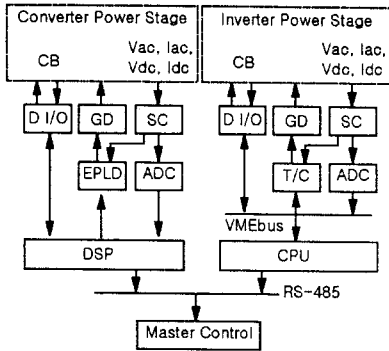 Converter Power Stage
CB
Vac, Iac,
Vdc, Idc
D I/O
GD
SC
EPLD
ADC
DSP
Inverter Power Stage
CB
Vac, Iac,
Vdc, Idc
D I/O
GD
SC
T/C
ADC
VMEbus
CPU
RS-485
Master Control